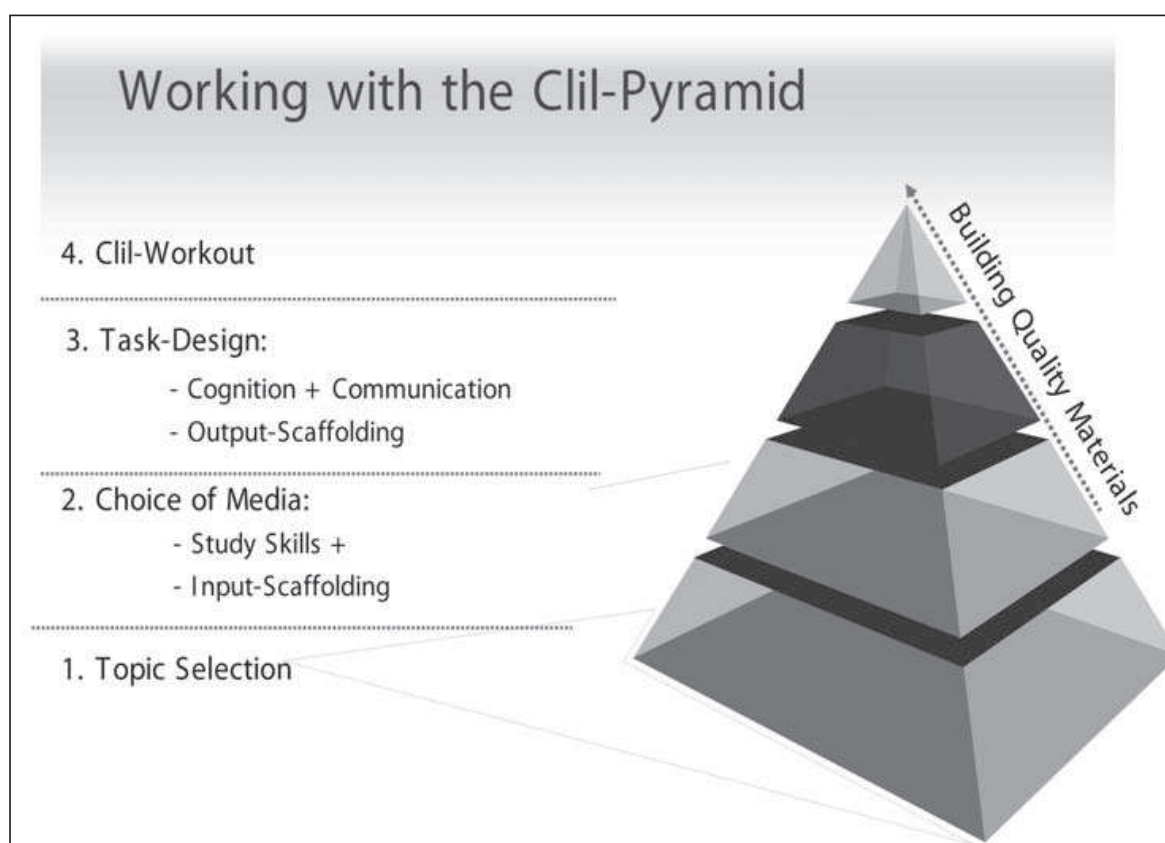 Working with the Clil-Pyramid
4. Clil-Workout
3. Task-Design:
- Cognition + Communication
- Output-Scaffolding
2. Choice of Media:
- Study Skills +
- Input-Scaffolding
1. Topic Selection
Building Quality Materials